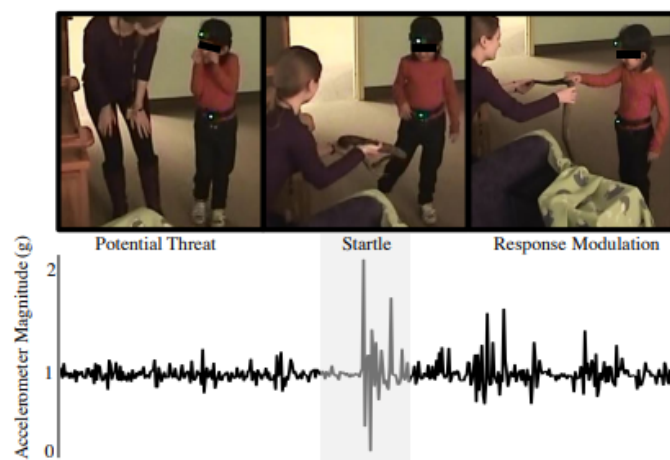 Potential Threat Startle Response Modulation
Accelerometer Magnitude (g)
2
1
0